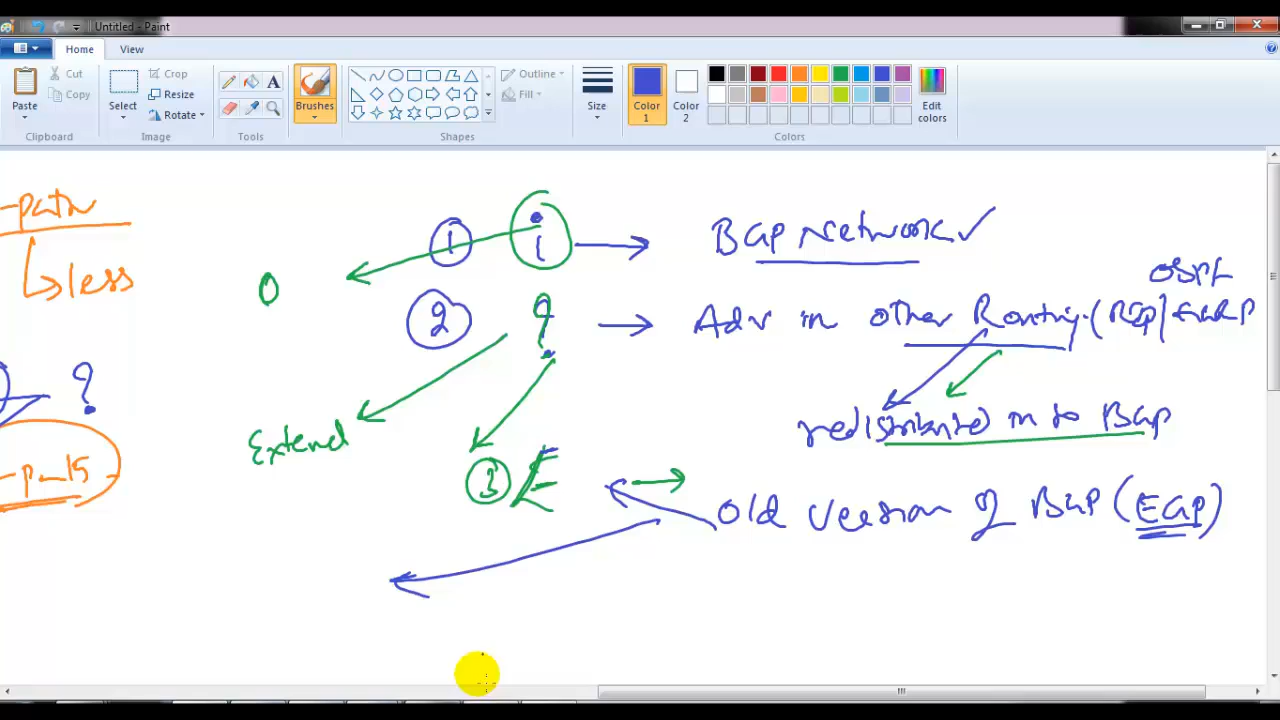 Untitled - Paint
Home View
Paste
Cut
Copy
Clipboard
Select
Crop
Resize
Rotate
Image
Tools
Brushes
Shapes
Outline
Fill
Size
Color 1
Color 2
Edit colors
Colors
-path
less
1 i BGP Network ✓
0
OSPF
2 ? Adv in other Routing. (RIP) EIGRP
?
redistributed in to BGP
Extend
3 E
Old version of BGP (EGP)